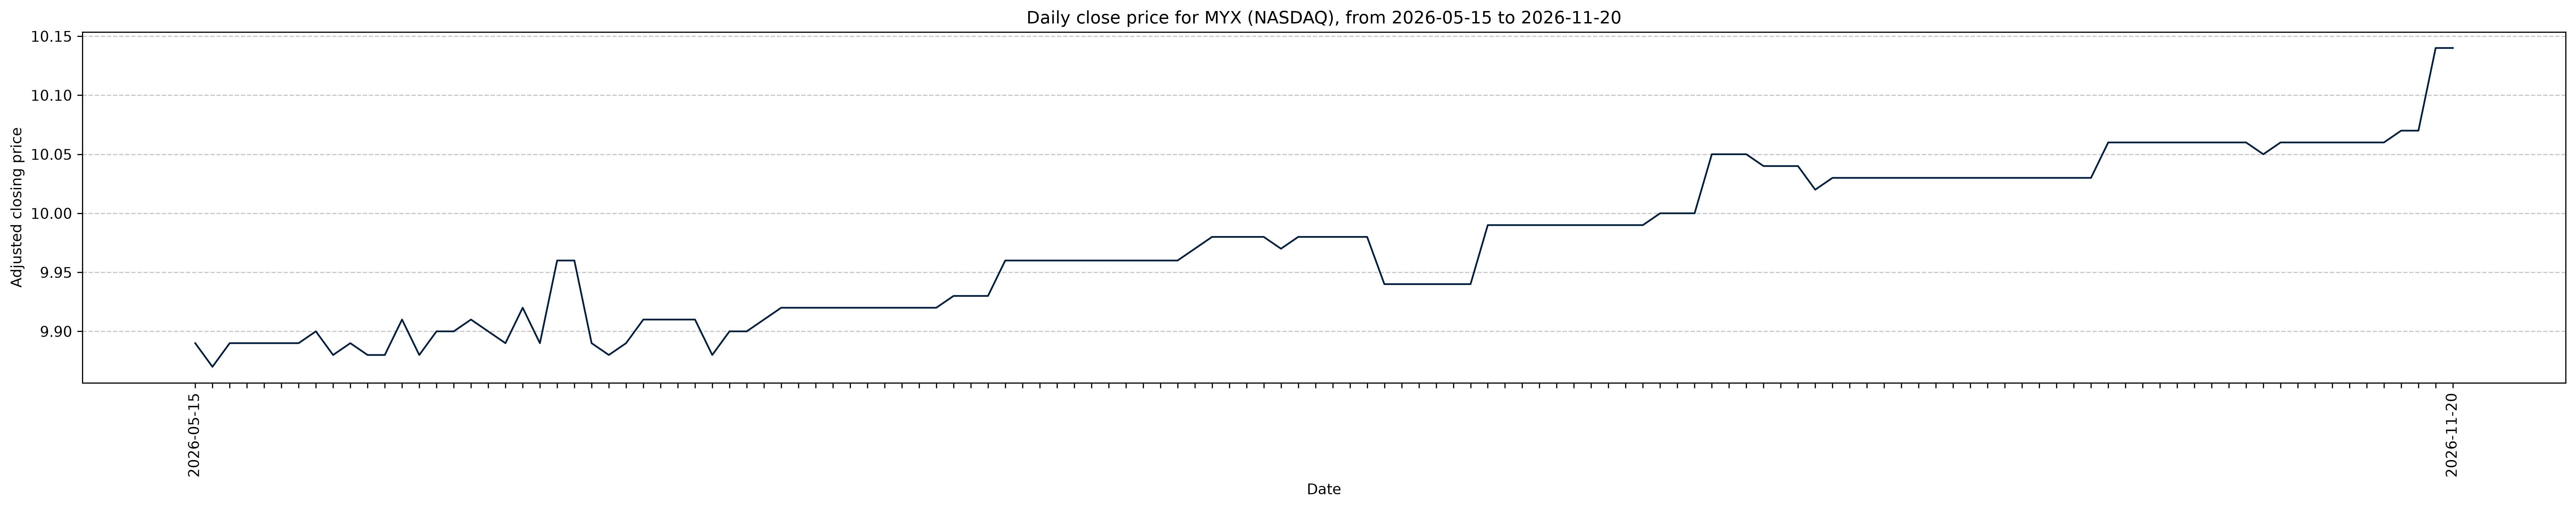 Daily close price for MYX (NASDAQ), from 2026-05-15 to 2026-11-20
Adjusted closing price
10.15
10.10
10.05
10.00
9.95
9.90
2026-05-15
2026-11-20
Date